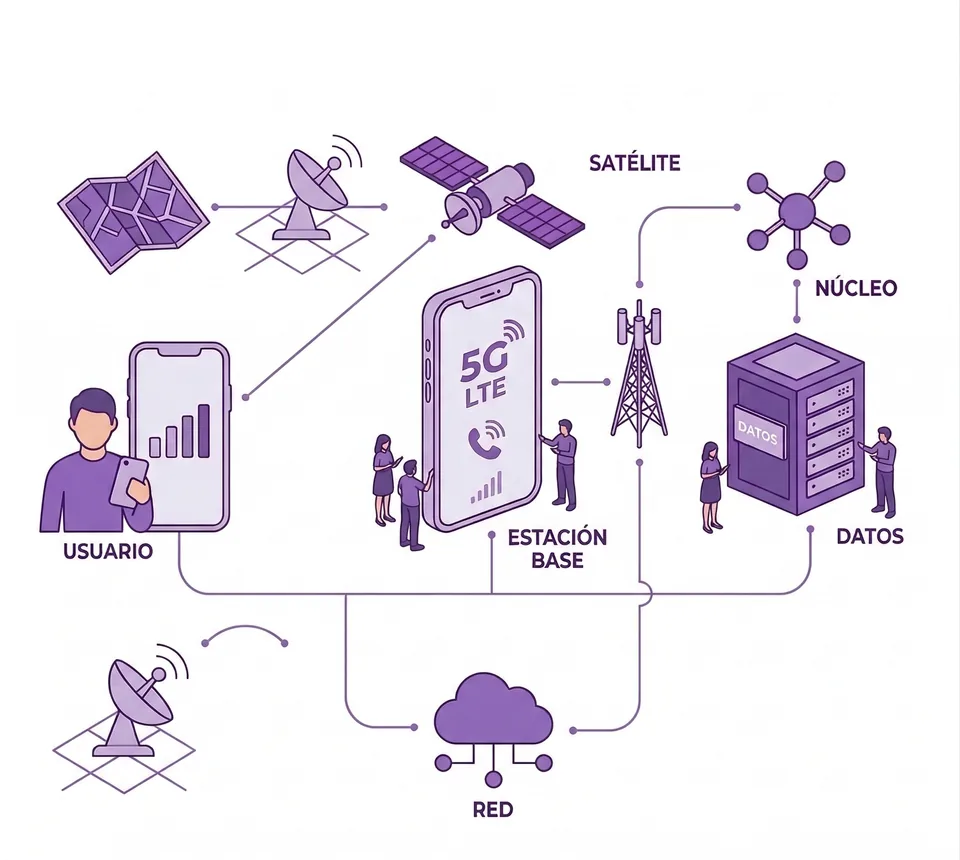 SATÉLITE
NÚCLEO
5G
LTE
DATOS
USUARIO
ESTACIÓN
BASE
DATOS
RED